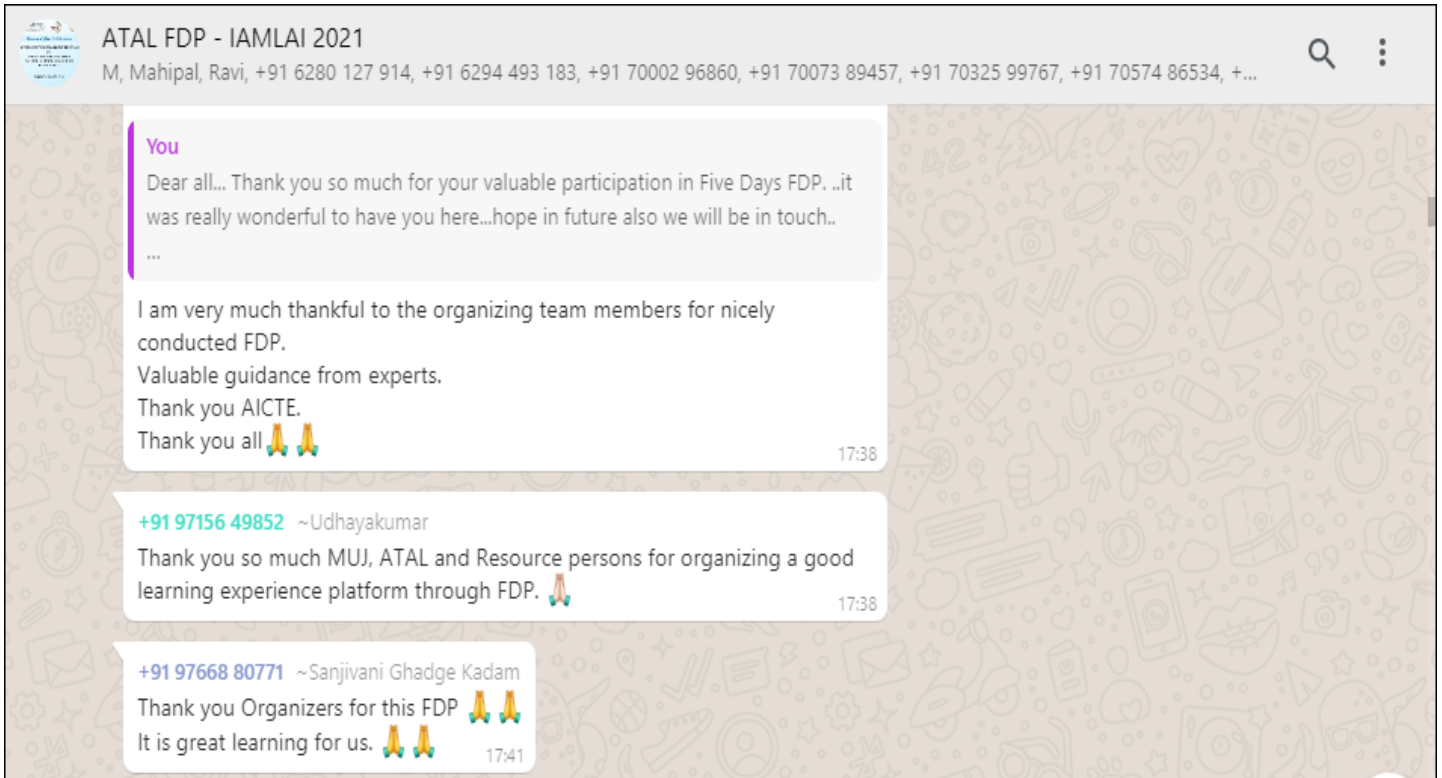 ATAL FDP - IAMLAI 2021
M, Mahipal, Ravi, +91 6280 127 914, +91 6294 493 183, +91 70002 96860, +91 70073 89457, +91 70325 99767, +91 70574 86534, +...
You
Dear all... Thank you so much for your valuable participation in Five Days FDP. ..it
was really wonderful to have you here...hope in future also we will be in touch..
...
I am very much thankful to the organizing team members for nicely
conducted FDP.
Valuable guidance from experts.
Thank you AICTE.
Thank you all🙏 🙏
17:38
+91 97156 49852 ~Udhayakumar
Thank you so much MUJ, ATAL and Resource persons for organizing a good
learning experience platform through FDP. 🙏🏻
17:38
+91 97668 80771 ~Sanjivani Ghadge Kadam
Thank you Organizers for this FDP 🙏 🙏
It is great learning for us. 🙏 🙏
17:41